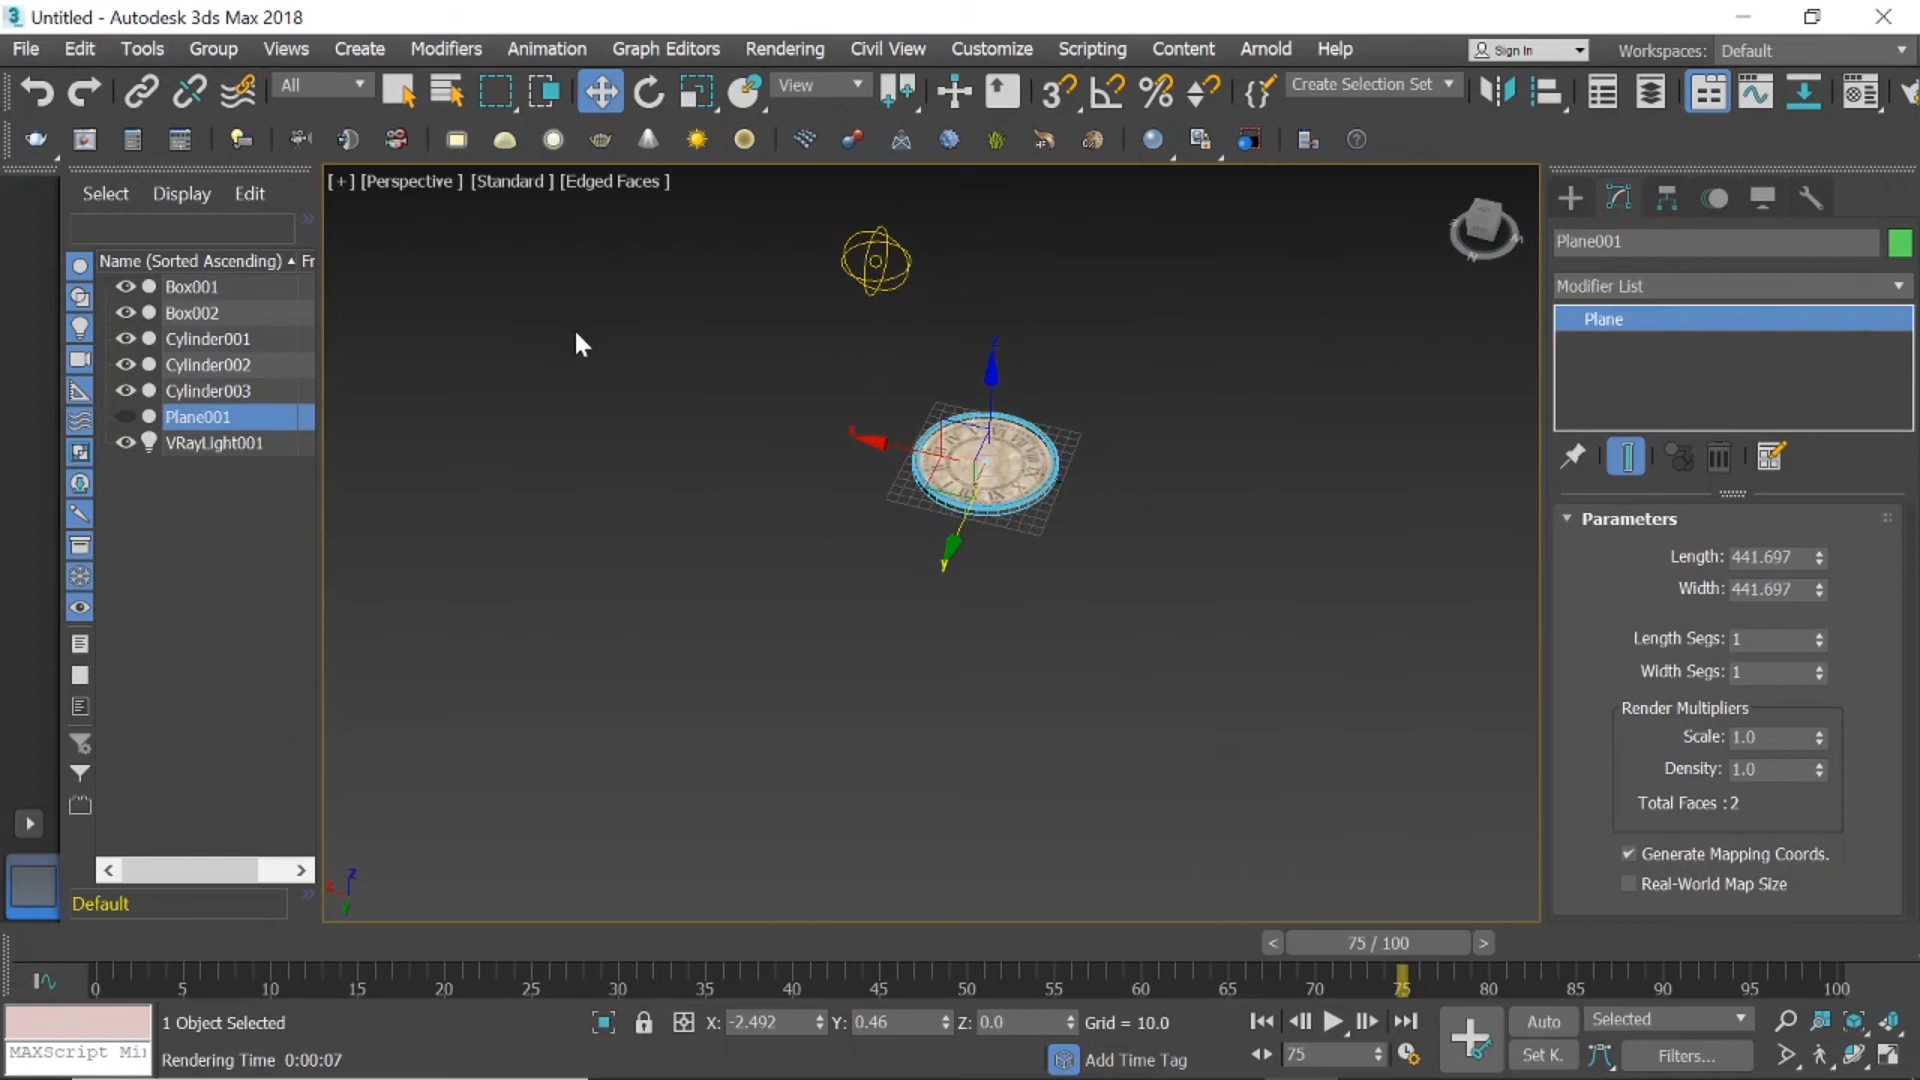 Untitled - Autodesk 3ds Max 2018
File Edit Tools Group Views Create Modifiers Animation Graph Editors Rendering Civil View Customize Scripting Content Arnold Help Sign In Workspaces: Default
All View Create Selection Set
Select Display Edit
[+] [Perspective ] [Standard ] [Edged Faces ]
Name (Sorted Ascending) Fr
Box001
Box002
Cylinder001
Cylinder002
Cylinder003
Plane001
VRayLight001
Default
Plane001
Modifier List
Plane
Parameters
Length: 441.697
Width: 441.697
Length Segs: 1
Width Segs: 1
Render Multipliers
Scale: 1.0
Density: 1.0
Total Faces : 2
Generate Mapping Coords.
Real-World Map Size
< 75 / 100 >
0 5 10 15 20 25 30 35 40 45 50 55 60 65 70 75 80 85 90 95 100
1 Object Selected X: -2.492 Y: 0.46 Z: 0.0 Grid = 10.0 Auto Selected
MAXScript Mi Rendering Time 0:00:07 Add Time Tag 75 Set K. Filters...